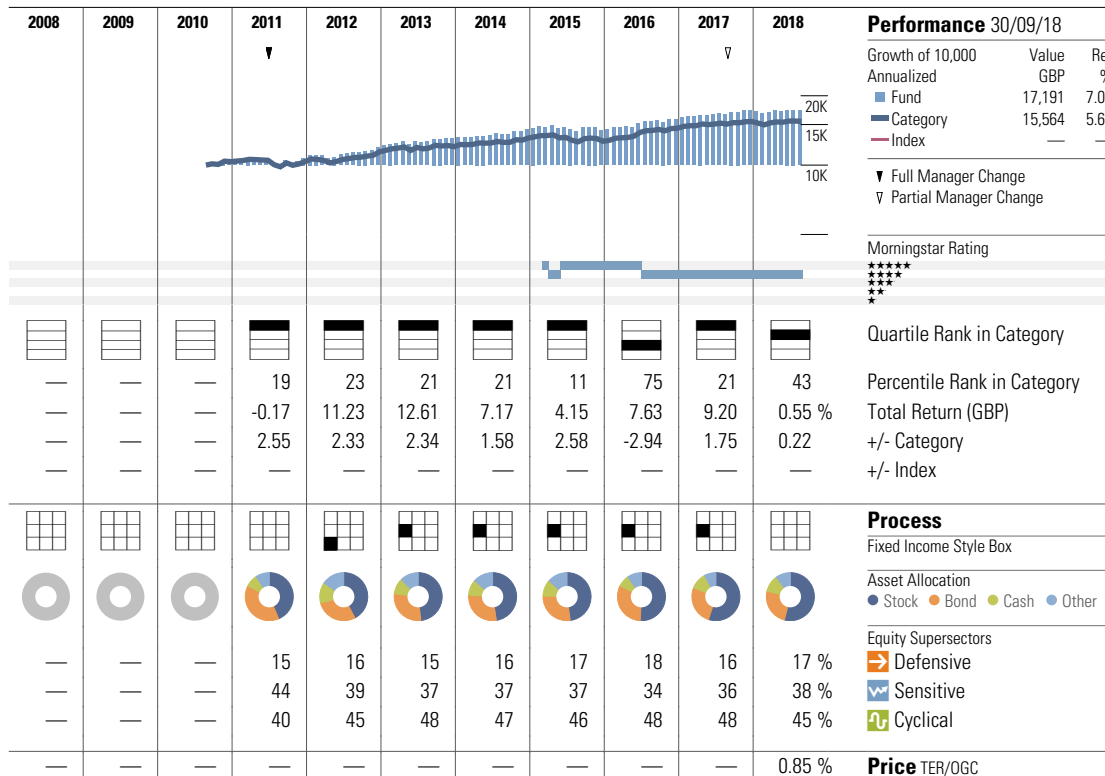 2008 2009 2010 2011 2012 2013 2014 2015 2016 2017 2018 Performance 30/09/18
Growth of 10,000 Value
Annualized GBP
Fund 17,191
Category 15,564
Index — —
20K
15K
10K
Full Manager Change
Partial Manager Change
Morningstar Rating
★★★★★
★★★★
★★★
★★
★
Quartile Rank in Category
— — — 19 23 21 21 11 75 21 43 Percentile Rank in Category
— — — -0.17 11.23 12.61 7.17 4.15 7.63 9.20 0.55 % Total Return (GBP)
— — — 2.55 2.33 2.34 1.58 2.58 -2.94 1.75 0.22 +/- Category
— — — — — — — — — — — +/- Index
Process
Fixed Income Style Box
Asset Allocation
Stock Bond Cash Other
Equity Supersectors
— — — 15 16 15 16 17 18 16 17 % Defensive
— — — 44 39 37 37 37 34 36 38 % Sensitive
— — — 40 45 48 47 46 48 48 45 % Cyclical
— — — — — — — — — — 0.85 % Price TER/OGC